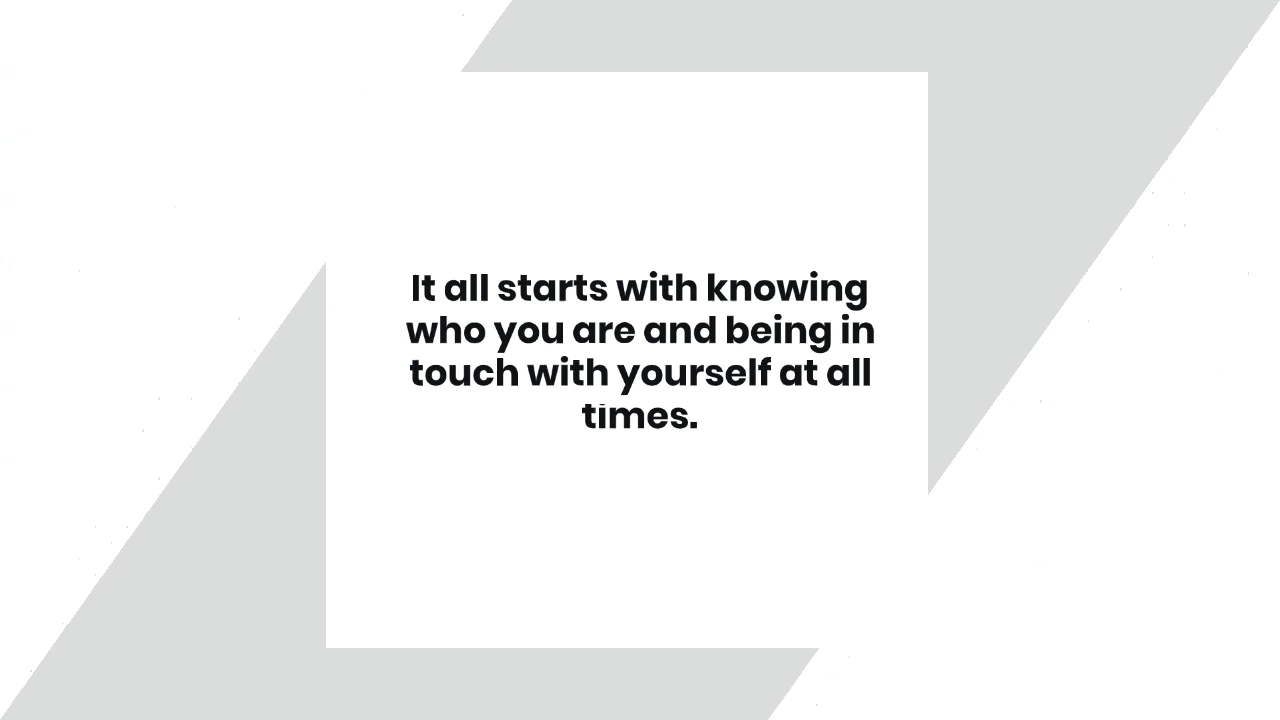 It all starts with knowing
who you are and being in
touch with yourself at all
times.